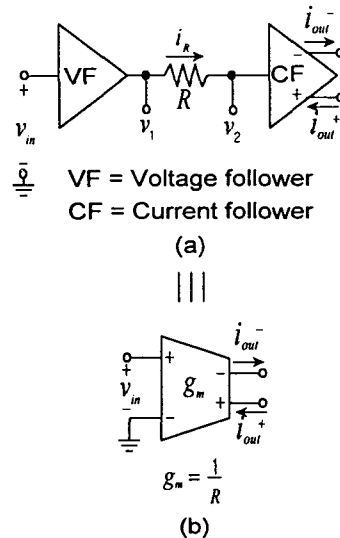 i_out^-
VF
i_R
CF
−
+
+
v_in
R
v_1
v_2
i_out^+
−
VF = Voltage follower
CF = Current follower
(a)
i_out^-
+
+
v_in
g_m
−
−
−
+
i_out^+
g_m = 1/R
(b)